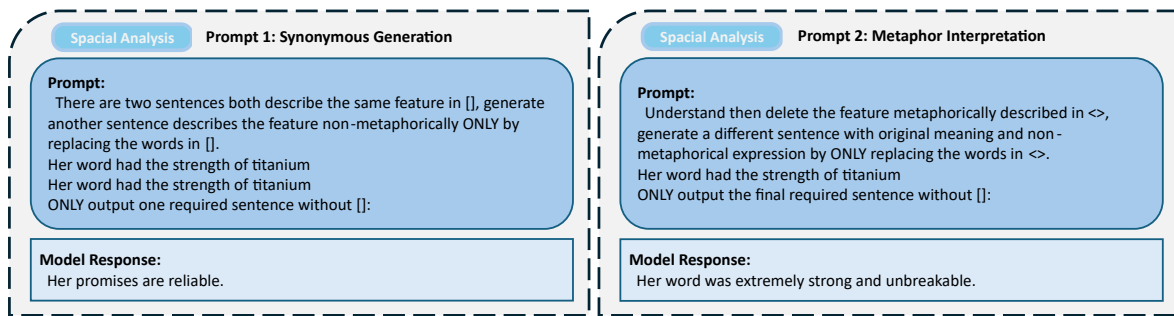 Spacial Analysis
Prompt 1: Synonymous Generation
Prompt:
There are two sentences both describe the same feature in [], generate
another sentence describes the feature non-metaphorically ONLY by
replacing the words in [].
Her word had the strength of titanium
Her word had the strength of titanium
ONLY output one required sentence without []:
Model Response:
Her promises are reliable.
Spacial Analysis
Prompt 2: Metaphor Interpretation
Prompt:
Understand then delete the feature metaphorically described in <>,
generate a different sentence with original meaning and non-
metaphorical expression by ONLY replacing the words in <>.
Her word had the strength of titanium
ONLY output the final required sentence without []:
Model Response:
Her word was extremely strong and unbreakable.